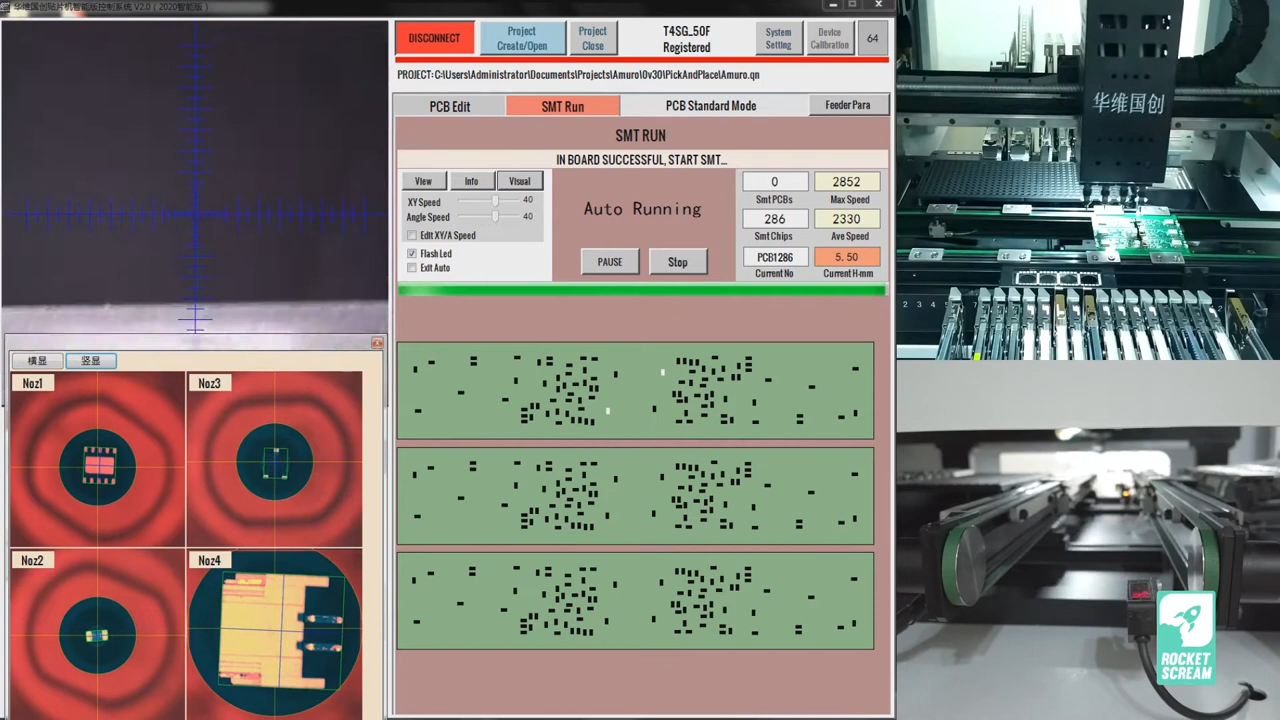 华维国创贴片机智能版控制系统 V2.0（2020智能版）
DISCONNECT
Project
Create/Open
Project
Close
T4SG_50F
Registered
System
Setting
Device
Calibration
64
PROJECT: C:\Users\Administrator\Documents\Projects\Amuro\0v30\PickAndPlace\Amuro.qn
PCB Edit
SMT Run
PCB Standard Mode
Feeder Para
SMT RUN
IN BOARD SUCCESSFUL, START SMT...
View
Info
Visual
XY Speed
40
Angle Speed
40
Edit XY/A Speed
Flash Led
Exit Auto
Auto Running
PAUSE
Stop
0
2852
Smt PCBs
Max Speed
286
2330
Smt Chips
Ave Speed
PCB1286
5.50
Current No
Current H-mm
横显
竖显
Noz1
Noz3
Noz2
Noz4
华维国创
2 3 4
ROCKET
SCREAM